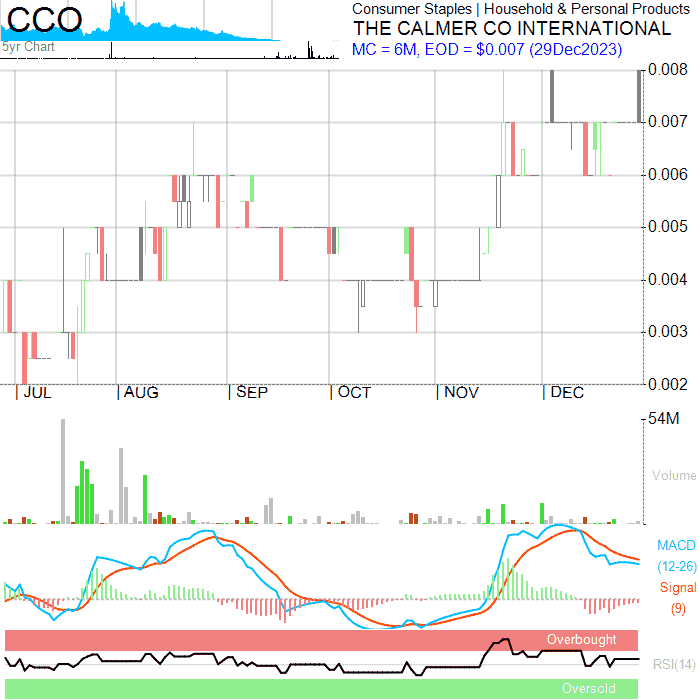 CCO
5yr Chart
Consumer Staples | Household & Personal Products
THE CALMER CO INTERNATIONAL
MC = 6M, EOD = $0.007 (29Dec2023)
0.008
0.007
0.006
0.005
0.004
0.003
0.002
JUL AUG SEP OCT NOV DEC
54M
Volume
MACD
(12-26)
Signal
(9)
Overbought
RSI(14)
Oversold